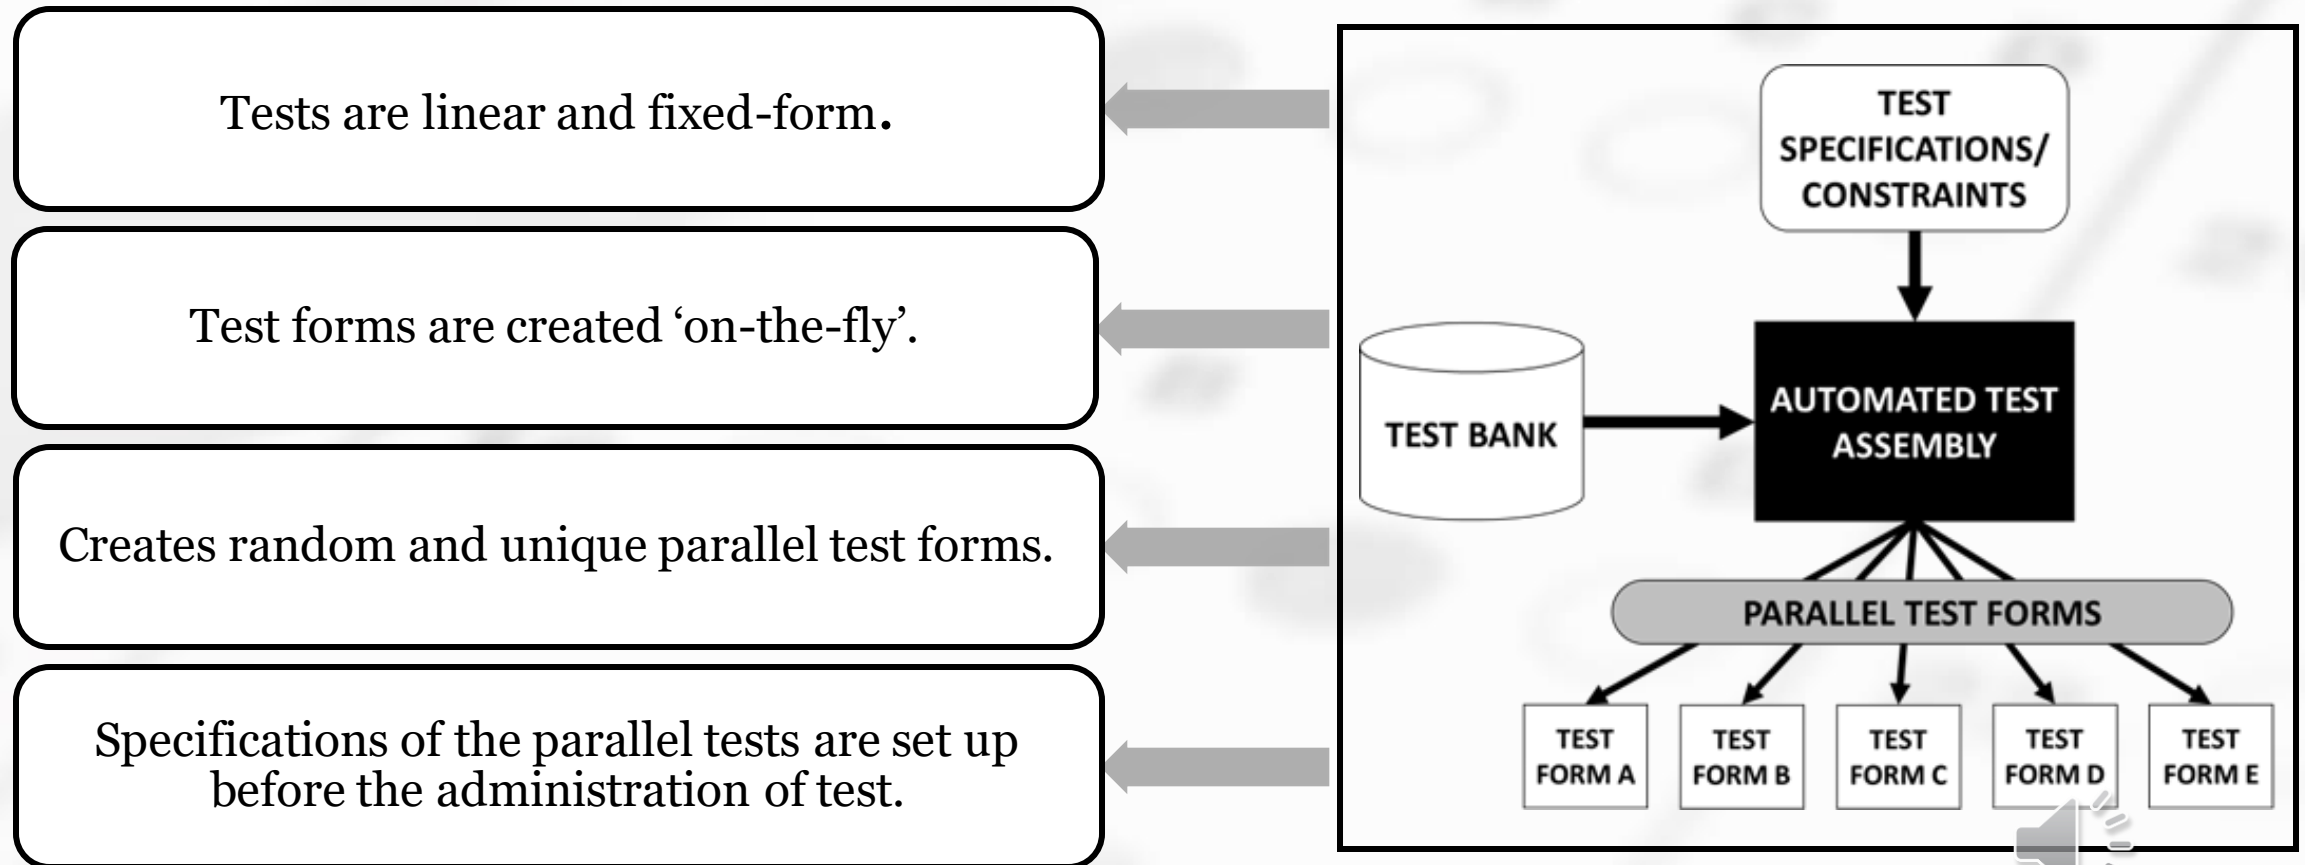 Tests are linear and fixed-form.
Test forms are created ‘on-the-fly’.
Creates random and unique parallel test forms.
Specifications of the parallel tests are set up
before the administration of test.
TEST
SPECIFICATIONS/
CONSTRAINTS
TEST BANK
AUTOMATED TEST
ASSEMBLY
PARALLEL TEST FORMS
TEST
FORM A
TEST
FORM B
TEST
FORM C
TEST
FORM D
TEST
FORM E